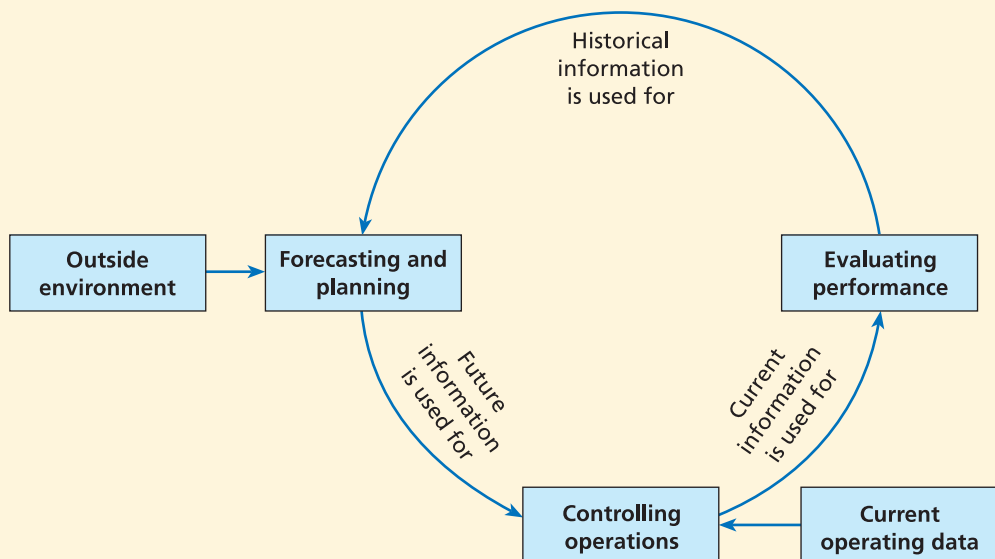 Historical
information
is used for
Outside
environment
Forecasting and
planning
Evaluating
performance
Future
information
is used for
Current
information
is used for
Controlling
operations
Current
operating data